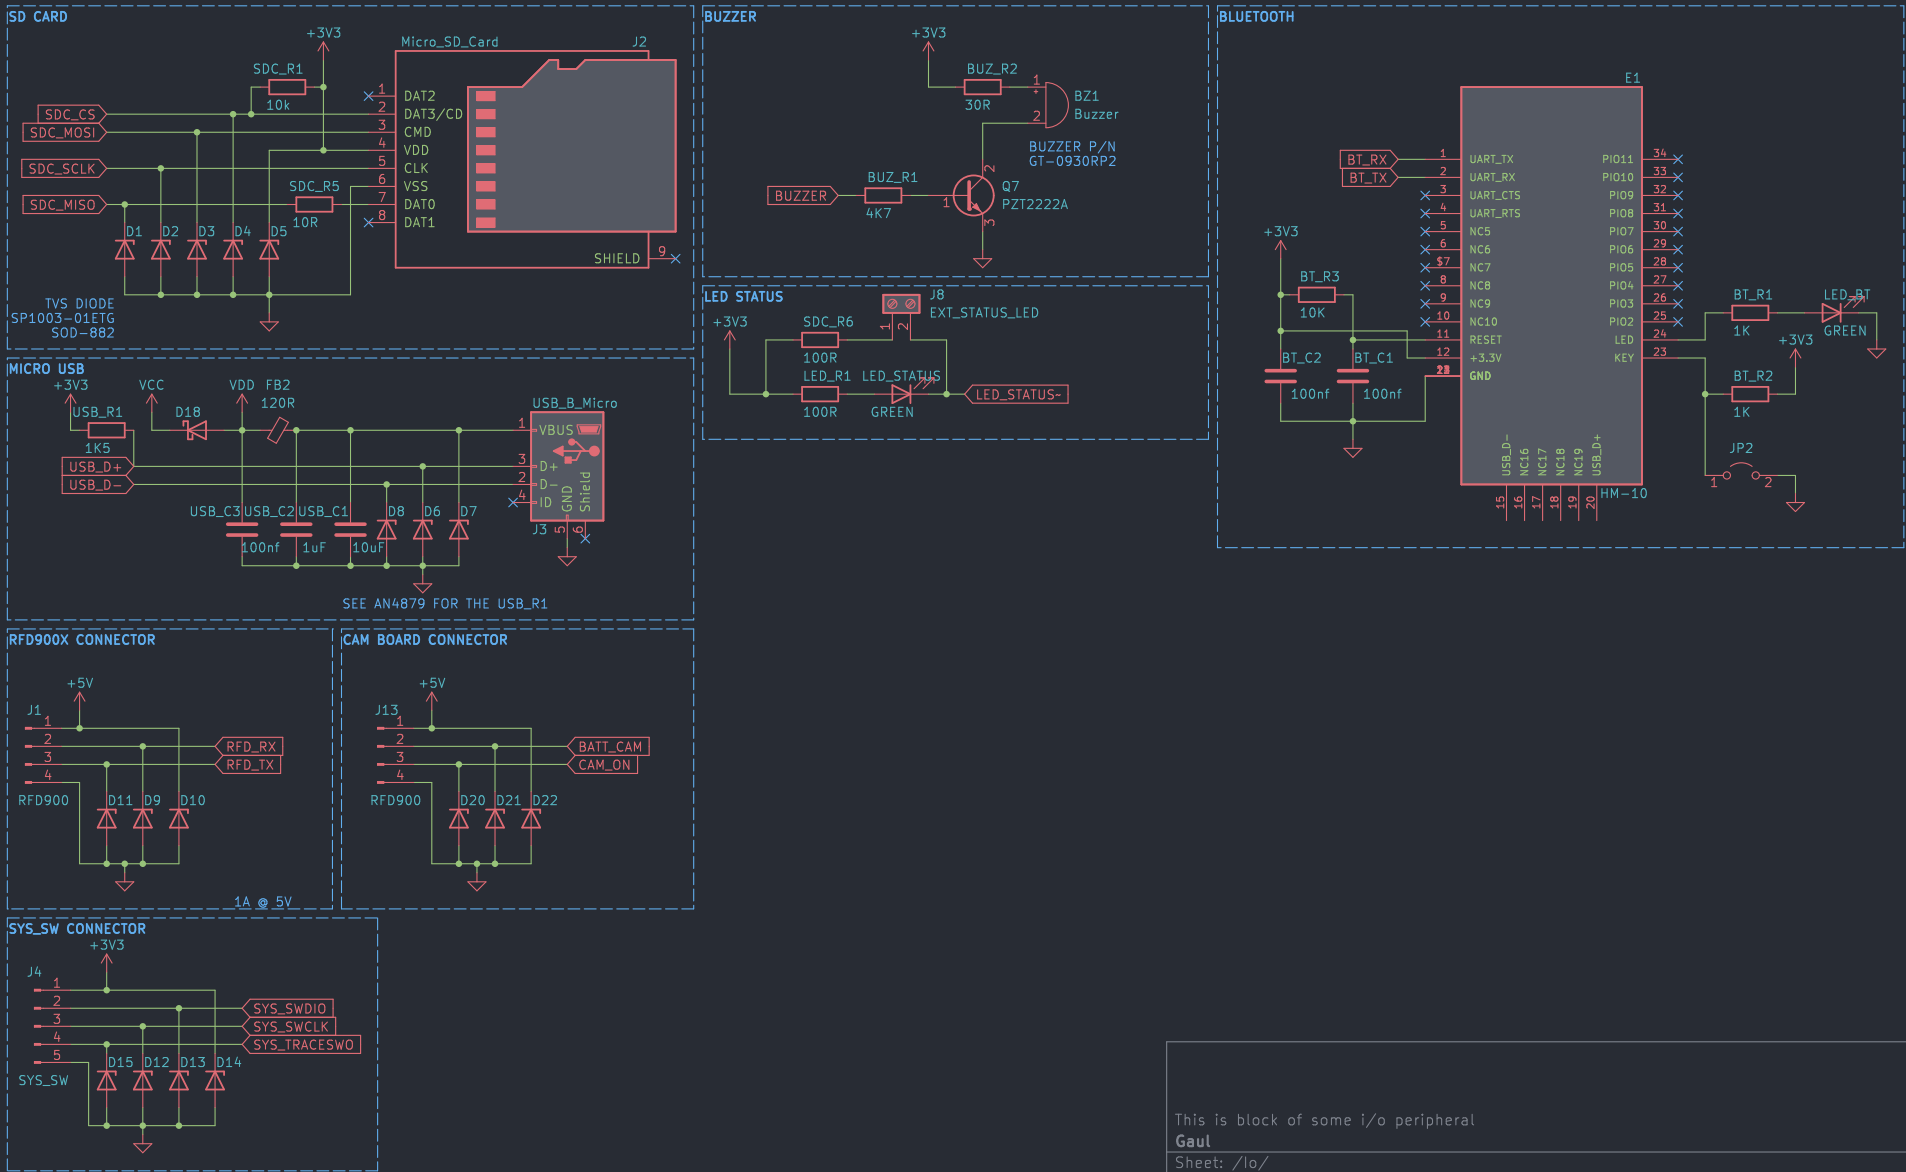 SD CARD
+3V3
Micro_SD_Card
J2
SDC_R1
10k
SDC_CS
SDC_MOSI
SDC_SCLK
SDC_MISO
SDC_R5
10R
1 DAT2
2 DAT3/CD
3 CMD
4 VDD
5 CLK
6 VSS
7 DAT0
8 DAT1
SHIELD 9
D1 D2 D3 D4 D5
TVS DIODE
SP1003-01ETG
SOD-882
BUZZER
+3V3
BUZ_R2
30R
1
+
2
BZ1
Buzzer
BUZZER P/N
GT-0930RP2
BUZZER
BUZ_R1
4K7
1
2
3
Q7
PZT2222A
LED STATUS
+3V3
J8
EXT_STATUS_LED
1 2
SDC_R6
100R
LED_R1
100R
LED_STATUS
GREEN
LED_STATUS-
BLUETOOTH
E1
BT_RX
BT_TX
1 UART_TX
2 UART_RX
3 UART_CTS
4 UART_RTS
5 NC5
6 NC6
$7 NC7
8 NC8
9 NC9
10 NC10
11 RESET
12 +3.3V
GND
PIO11 34
PIO10 33
PIO9 32
PIO8 31
PIO7 30
PIO6 29
PIO5 28
PIO4 27
PIO3 26
PIO2 25
LED 24
KEY 23
USB_D-
NC16
NC17
NC18
NC19
USB_D+
15 16 17 18 19 20
HM-10
+3V3
BT_R3
10K
BT_C2
100nf
BT_C1
100nf
BT_R1
1K
LED_BT
GREEN
+3V3
BT_R2
1K
JP2
1 2
MICRO USB
+3V3
VCC
VDD
FB2
120R
USB_R1
1K5
D18
USB_D+
USB_D-
USB_B_Micro
1 VBUS
3 D+
2 D-
4 ID
GND
Shield
5 6
J3
USB_C3
100nf
USB_C2
1uF
USB_C1
10uF
D8 D6 D7
SEE AN4879 FOR THE USB_R1
RFD900X CONNECTOR
+5V
J1
1
2
3
4
RFD_RX
RFD_TX
RFD900
D11 D9 D10
1A @ 5V
CAM BOARD CONNECTOR
+5V
J13
1
2
3
4
BATT_CAM
CAM_ON
RFD900
D20 D21 D22
SYS_SW CONNECTOR
+3V3
J4
1
2
3
4
5
SYS_SWDIO
SYS_SWCLK
SYS_TRACESWO
SYS_SW
D15 D12 D13 D14
This is block of some i/o peripheral
Gaul
Sheet: /Io/